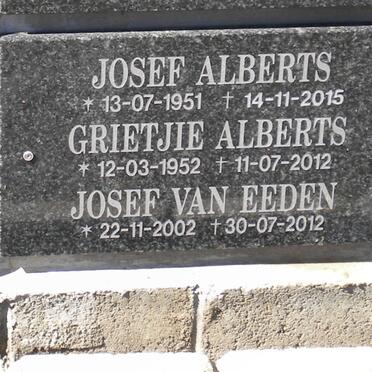 JOSEF ALBERTS
* 13-07-1951 † 14-11-2015
GRIETJIE ALBERTS
* 12-03-1952 † 11-07-2012
JOSEF VAN EEDEN
* 22-11-2002 † 30-07-2012